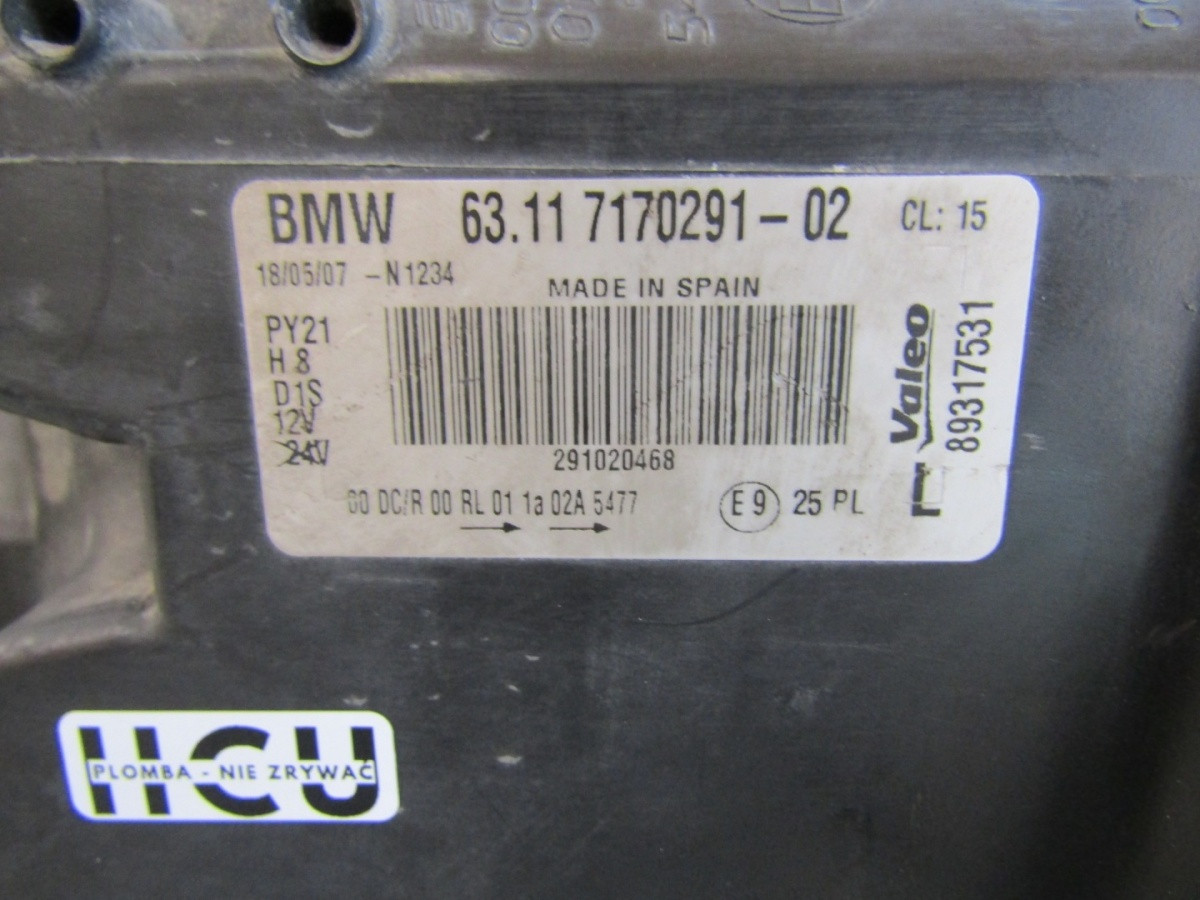 BMW 63.11 7170291-02 CL: 15
18/05/07 -N1234
MADE IN SPAIN
PY21
H 8
D1S
12V
24V
291020468
00 DC/R 00 RL 01 1a 02A 5477
E 9 25 PL
Valeo
89317531
HCU
PLOMBA - NIE ZRYWAĆ